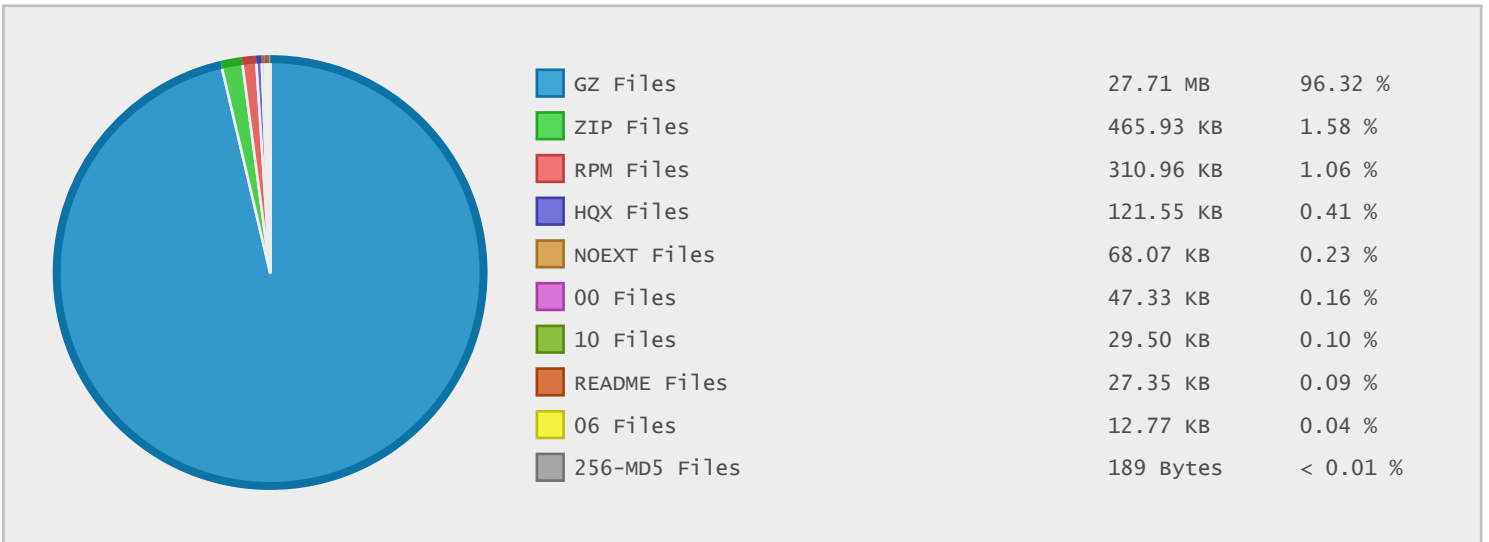 GZ Files 27.71 MB 96.32 %
ZIP Files 465.93 KB 1.58 %
RPM Files 310.96 KB 1.06 %
HQX Files 121.55 KB 0.41 %
NOEXT Files 68.07 KB 0.23 %
00 Files 47.33 KB 0.16 %
10 Files 29.50 KB 0.10 %
README Files 27.35 KB 0.09 %
06 Files 12.77 KB 0.04 %
256-MD5 Files 189 Bytes < 0.01 %